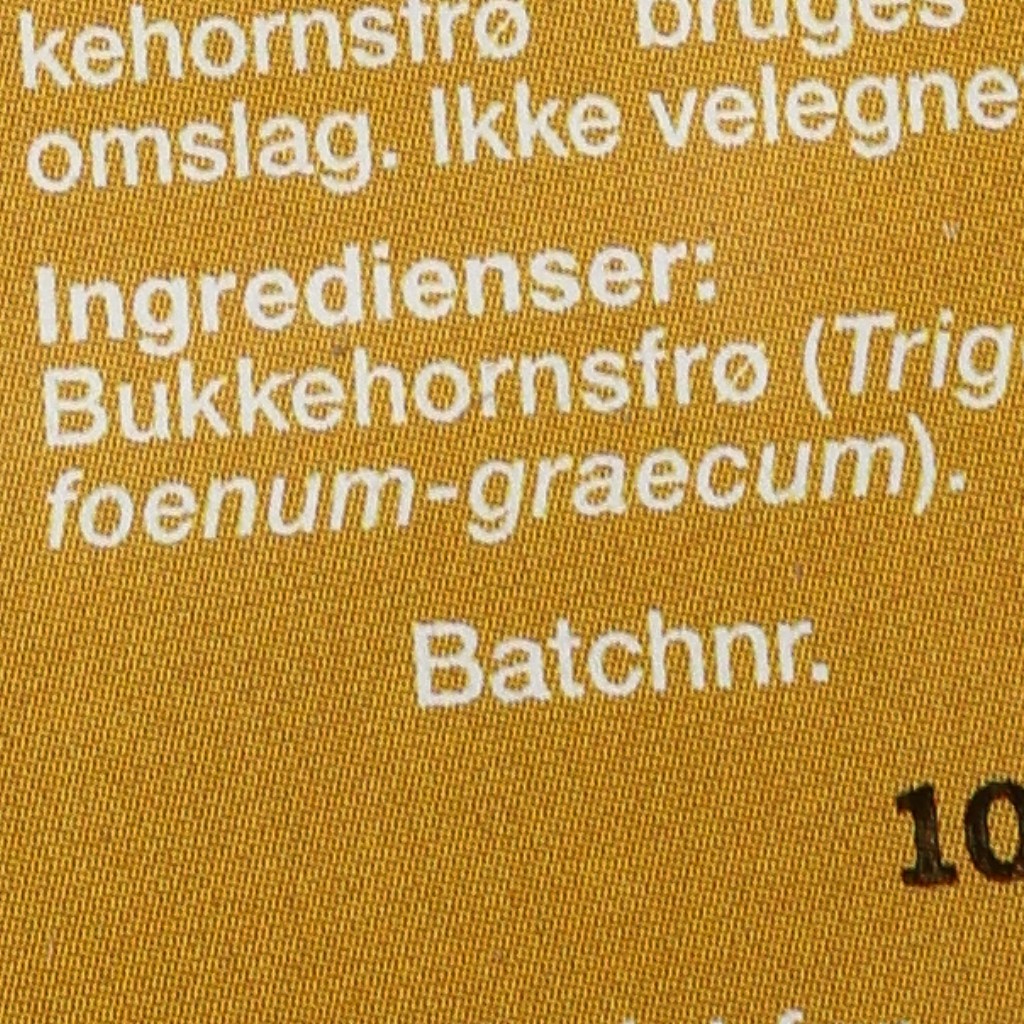 kehornsfrø bruges
omslag. Ikke velegne
Ingredienser:
Bukkehornsfrø (Trig
foenum-graecum).
Batchnr.
10